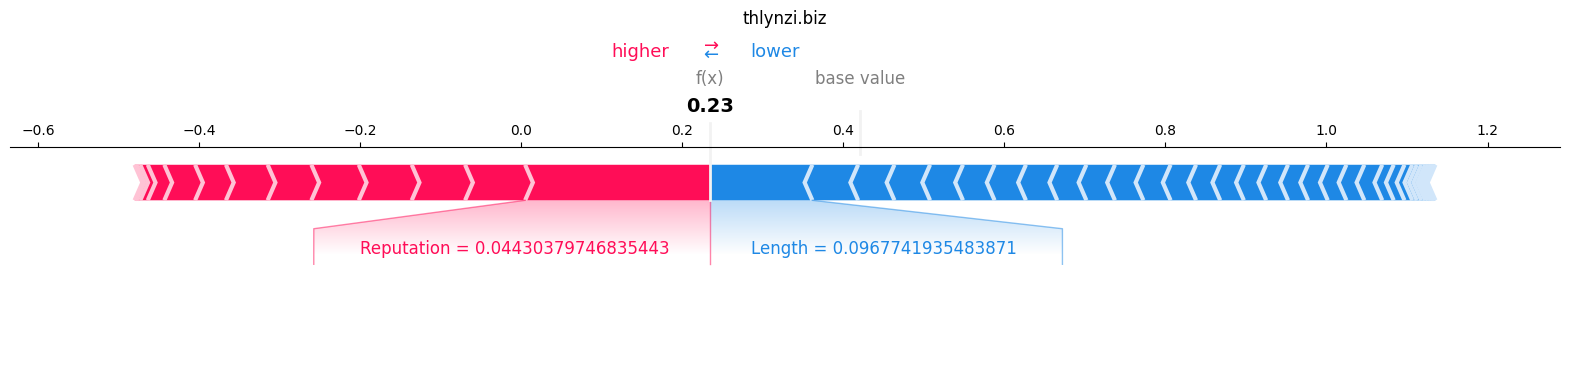 thlynzi.biz
higher ⇄ lower
f(x) base value
0.23
−0.6 −0.4 −0.2 0.0 0.2 0.4 0.6 0.8 1.0 1.2
Reputation = 0.04430379746835443 Length = 0.0967741935483871